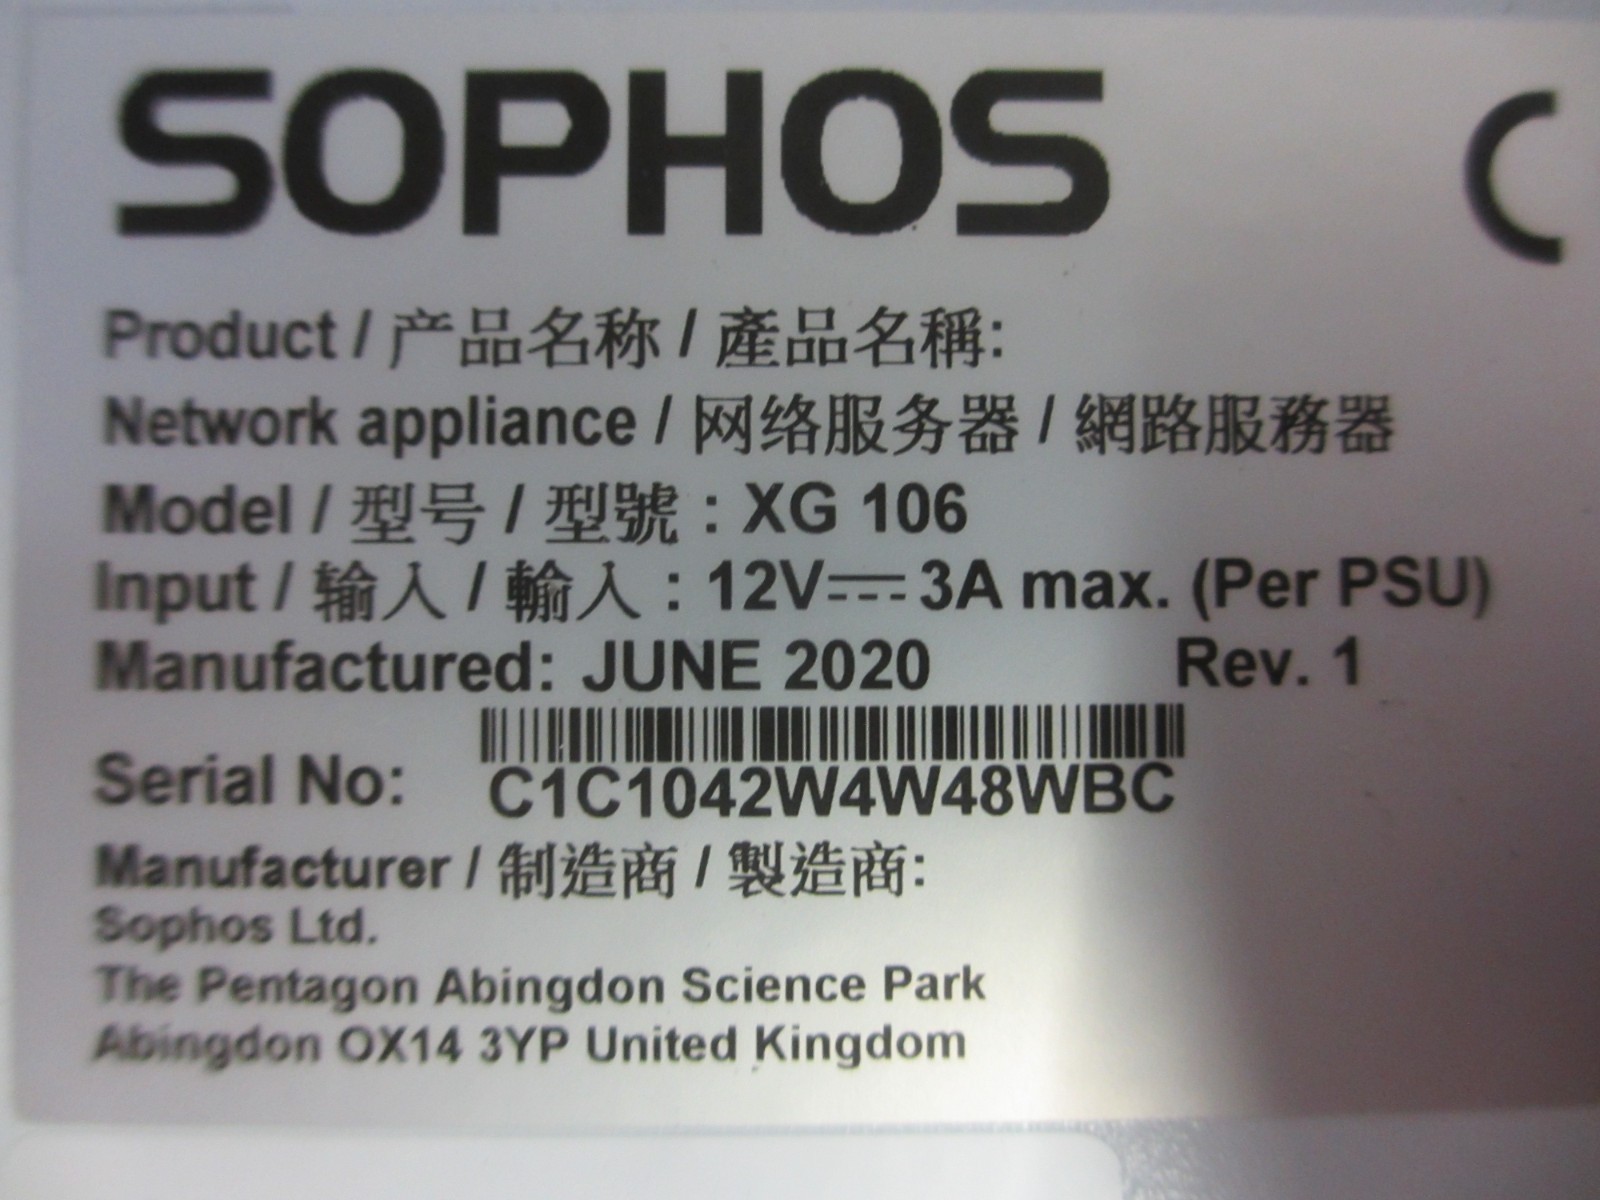 SOPHOS
Product / 产品名称 / 產品名稱:
Network appliance / 网络服务器 / 網路服務器
Model / 型号 / 型號 : XG 106
Input / 输入 / 輸入 : 12V⎓3A max. (Per PSU)
Manufactured: JUNE 2020 Rev. 1
Serial No: C1C1042W4W48WBC
Manufacturer / 制造商 / 製造商:
Sophos Ltd.
The Pentagon Abingdon Science Park
Abingdon OX14 3YP United Kingdom